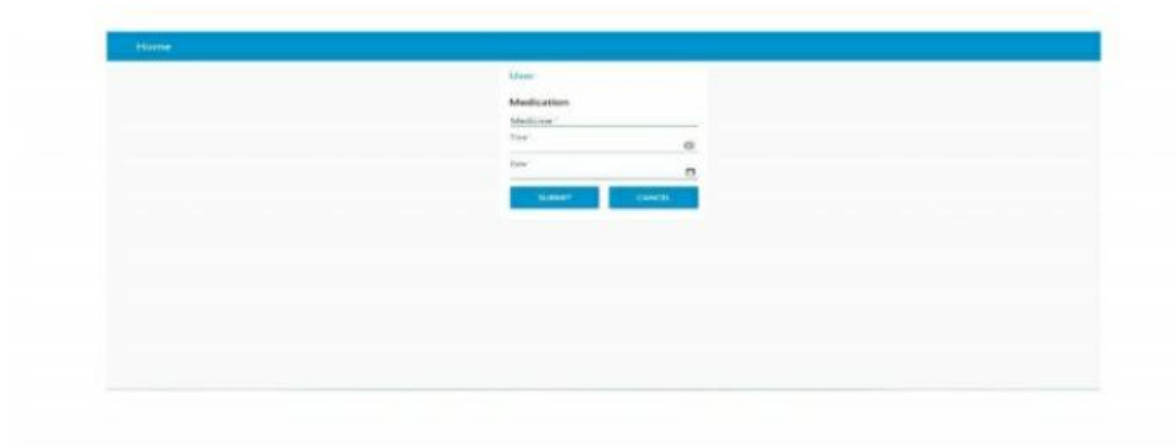 Home
User
Medication
Medicine *
Time *
Date *
SUBMIT CANCEL